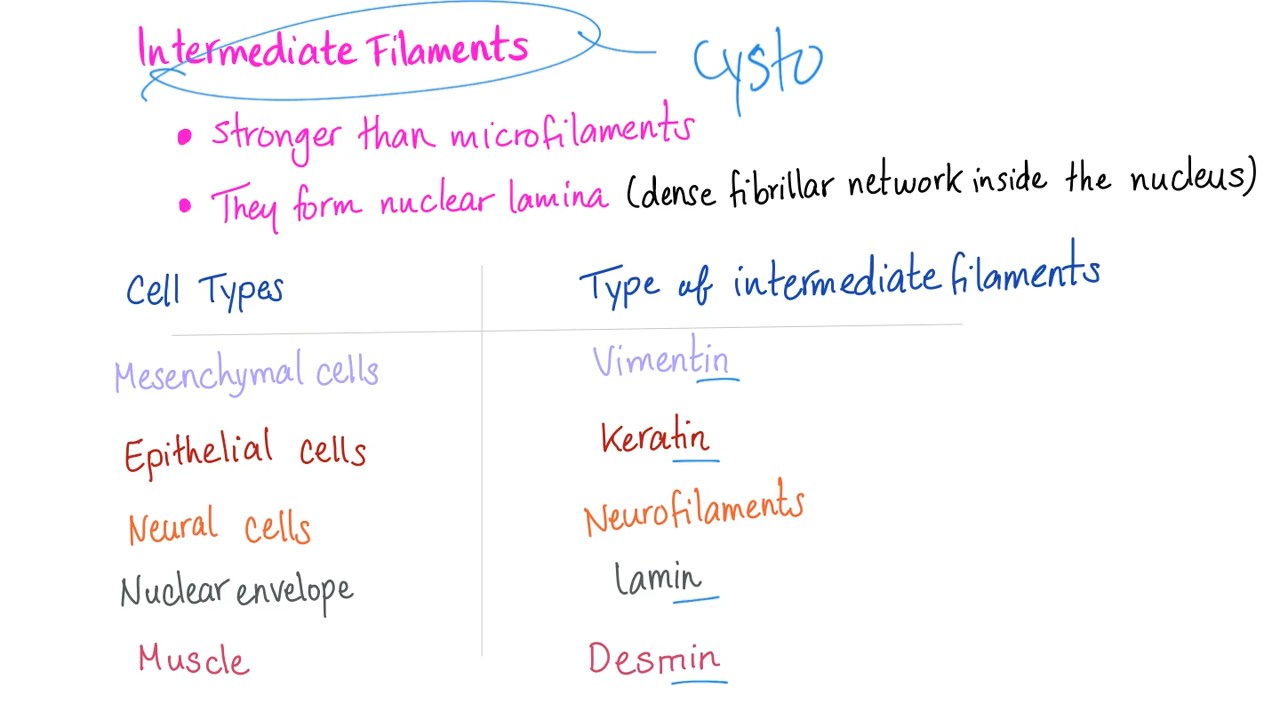 Intermediate Filaments
Cysto
• stronger than microfilaments
• They form nuclear lamina (dense fibrillar network inside the nucleus)
Cell Types Type of intermediate filaments
Mesenchymal cells Vimentin
Epithelial cells Keratin
Neural cells Neurofilaments
Nuclear envelope Lamin
Muscle Desmin